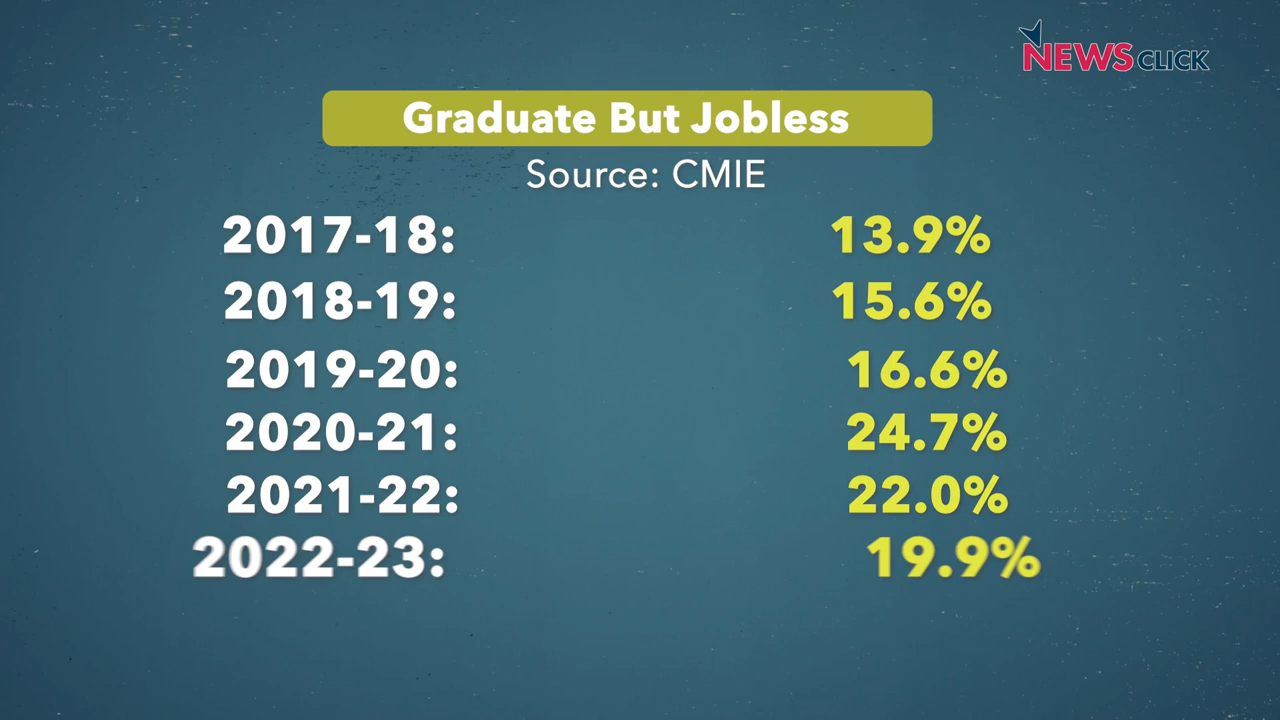 NEWSCLICK
Graduate But Jobless
Source: CMIE
2017-18: 13.9%
2018-19: 15.6%
2019-20: 16.6%
2020-21: 24.7%
2021-22: 22.0%
2022-23: 19.9%